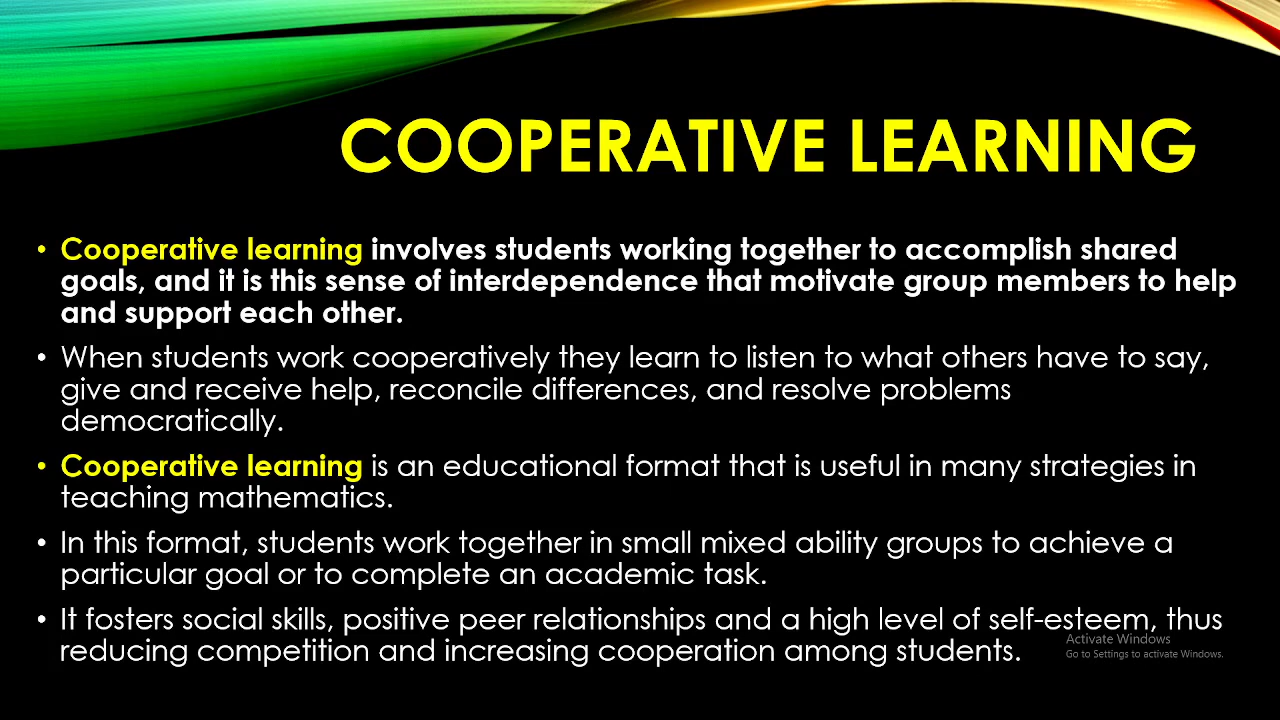 COOPERATIVE LEARNING
• Cooperative learning involves students working together to accomplish shared
goals, and it is this sense of interdependence that motivate group members to help
and support each other.
• When students work cooperatively they learn to listen to what others have to say,
give and receive help, reconcile differences, and resolve problems
democratically.
• Cooperative learning is an educational format that is useful in many strategies in
teaching mathematics.
• In this format, students work together in small mixed ability groups to achieve a
particular goal or to complete an academic task.
• It fosters social skills, positive peer relationships and a high level of self-esteem, thus
reducing competition and increasing cooperation among students.
Activate Windows
Go to Settings to activate Windows.